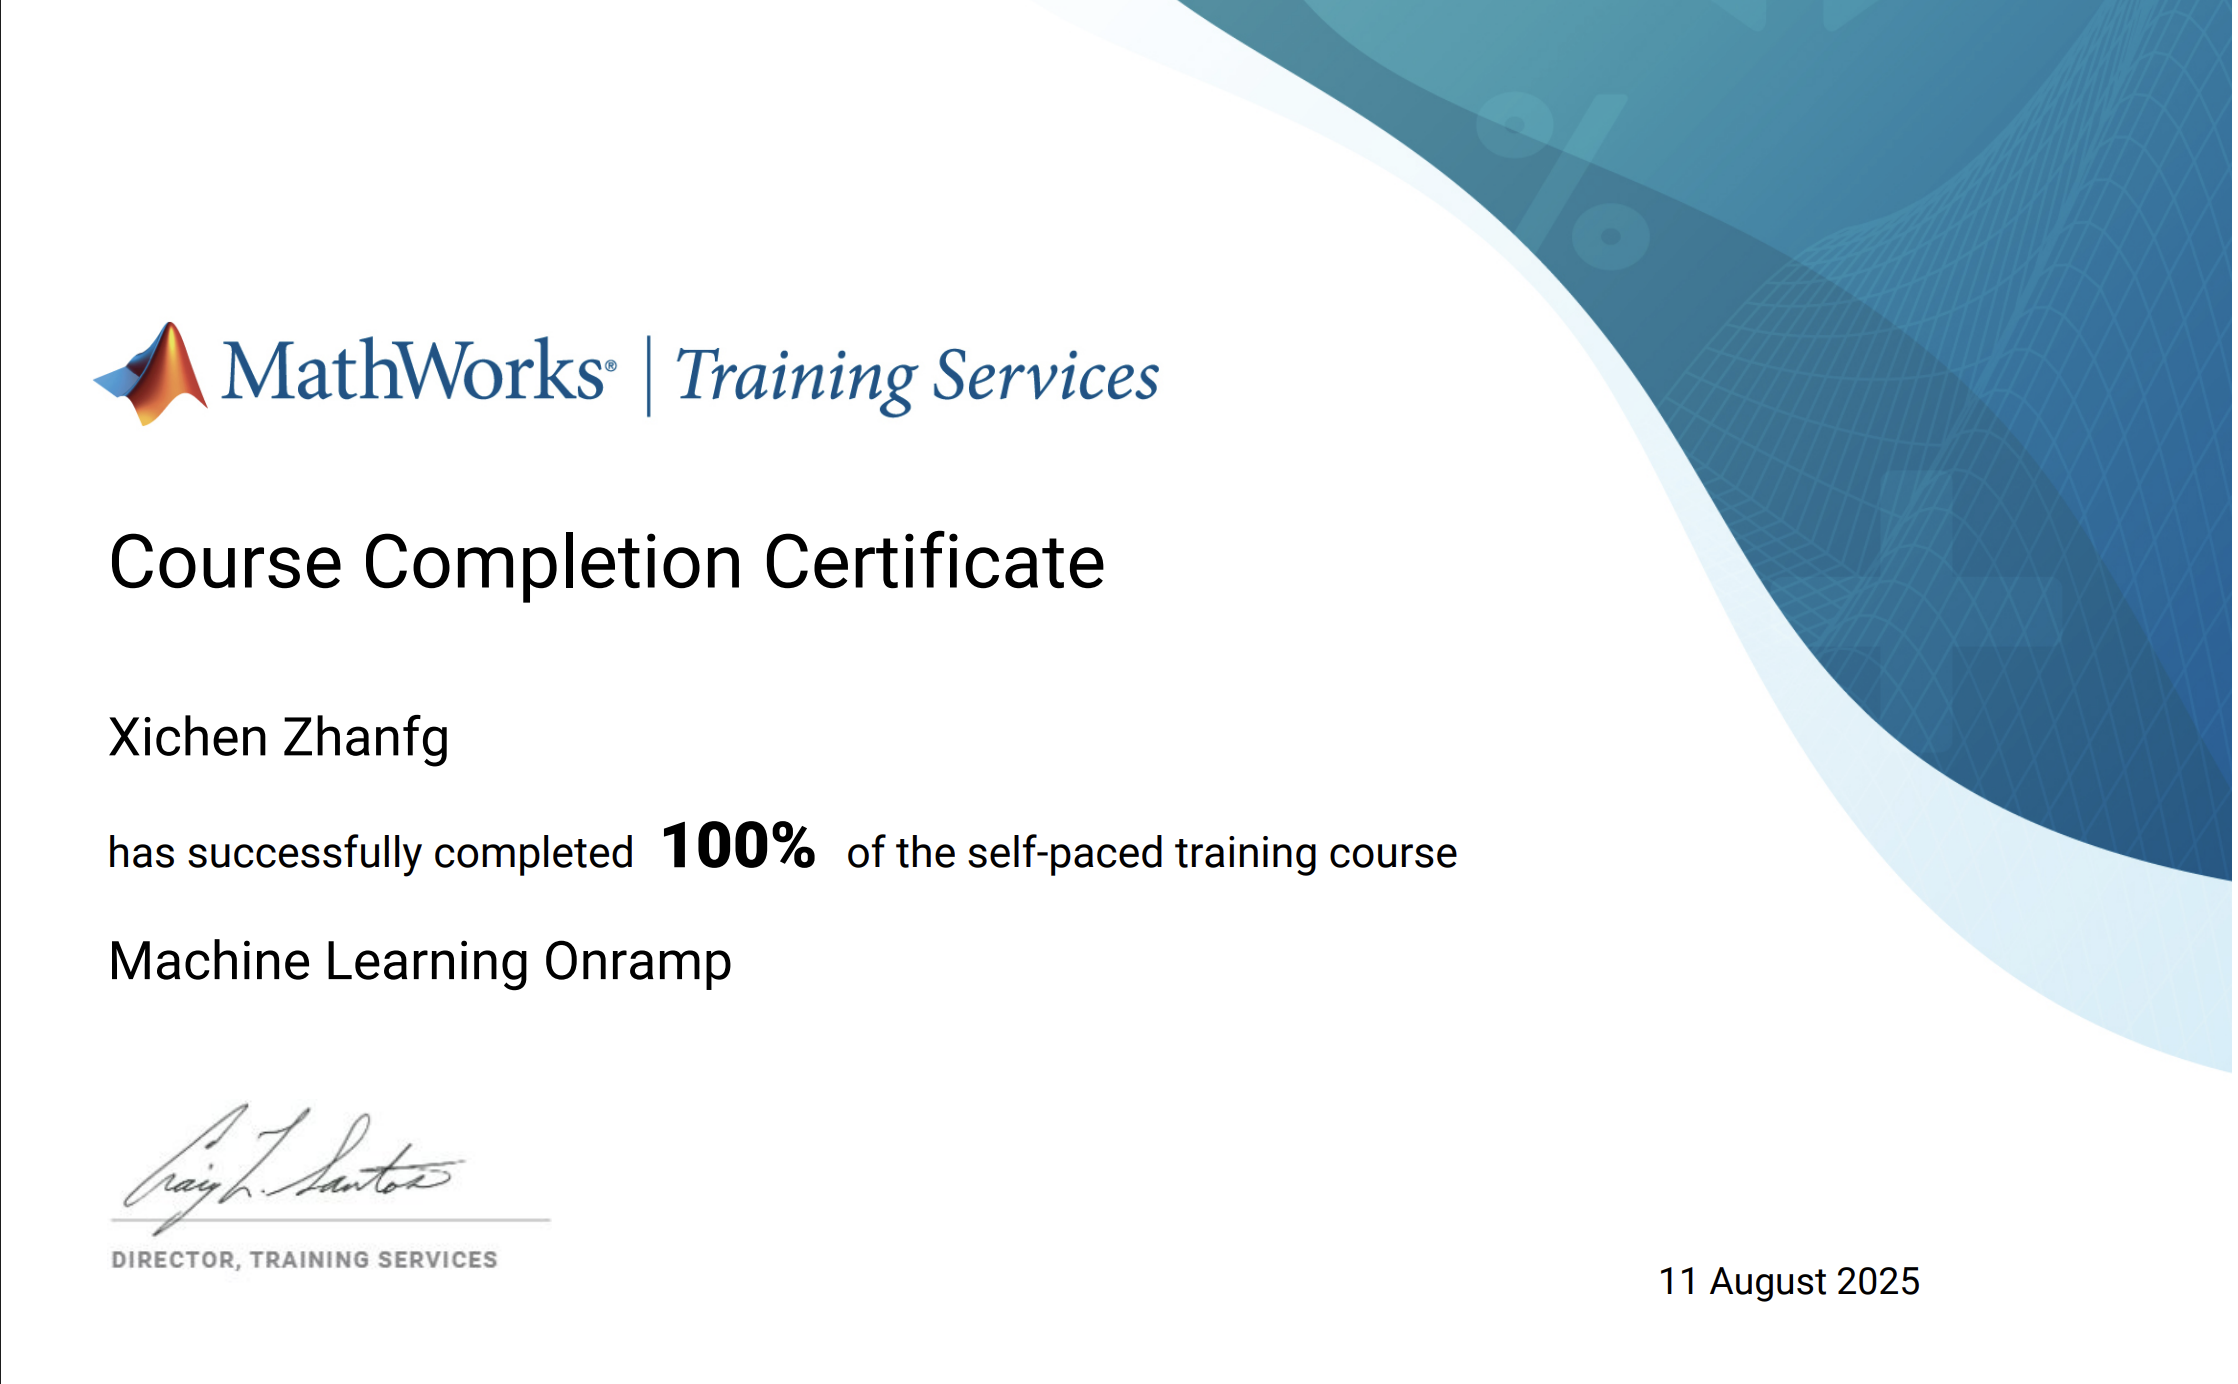 MathWorks® | Training Services
Course Completion Certificate
Xichen Zhanfg
has successfully completed 100% of the self-paced training course
Machine Learning Onramp
Craig L. Santos
DIRECTOR, TRAINING SERVICES
11 August 2025